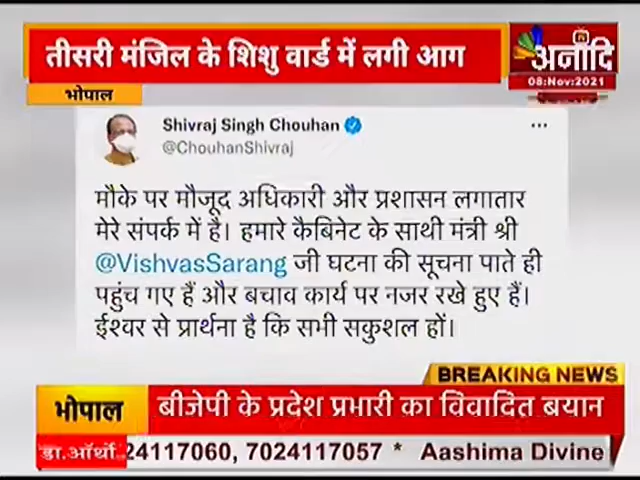 तीसरी मंजिल के शिशु वार्ड में लगी आग
अनादि
TV
08:Nov:2021
भोपाल
Shivraj Singh Chouhan
@ChouhanShivraj
मौके पर मौजूद अधिकारी और प्रशासन लगातार
मेरे संपर्क में है। हमारे कैबिनेट के साथी मंत्री श्री
@VishvasSarang जी घटना की सूचना पाते ही
पहुंच गए हैं और बचाव कार्य पर नजर रखे हुए हैं।
ईश्वर से प्रार्थना है कि सभी सकुशल हों।
BREAKING NEWS
भोपाल
बीजेपी के प्रदेश प्रभारी का विवादित बयान
डा.ऑर्थो 24117060, 7024117057 * Aashima Divine